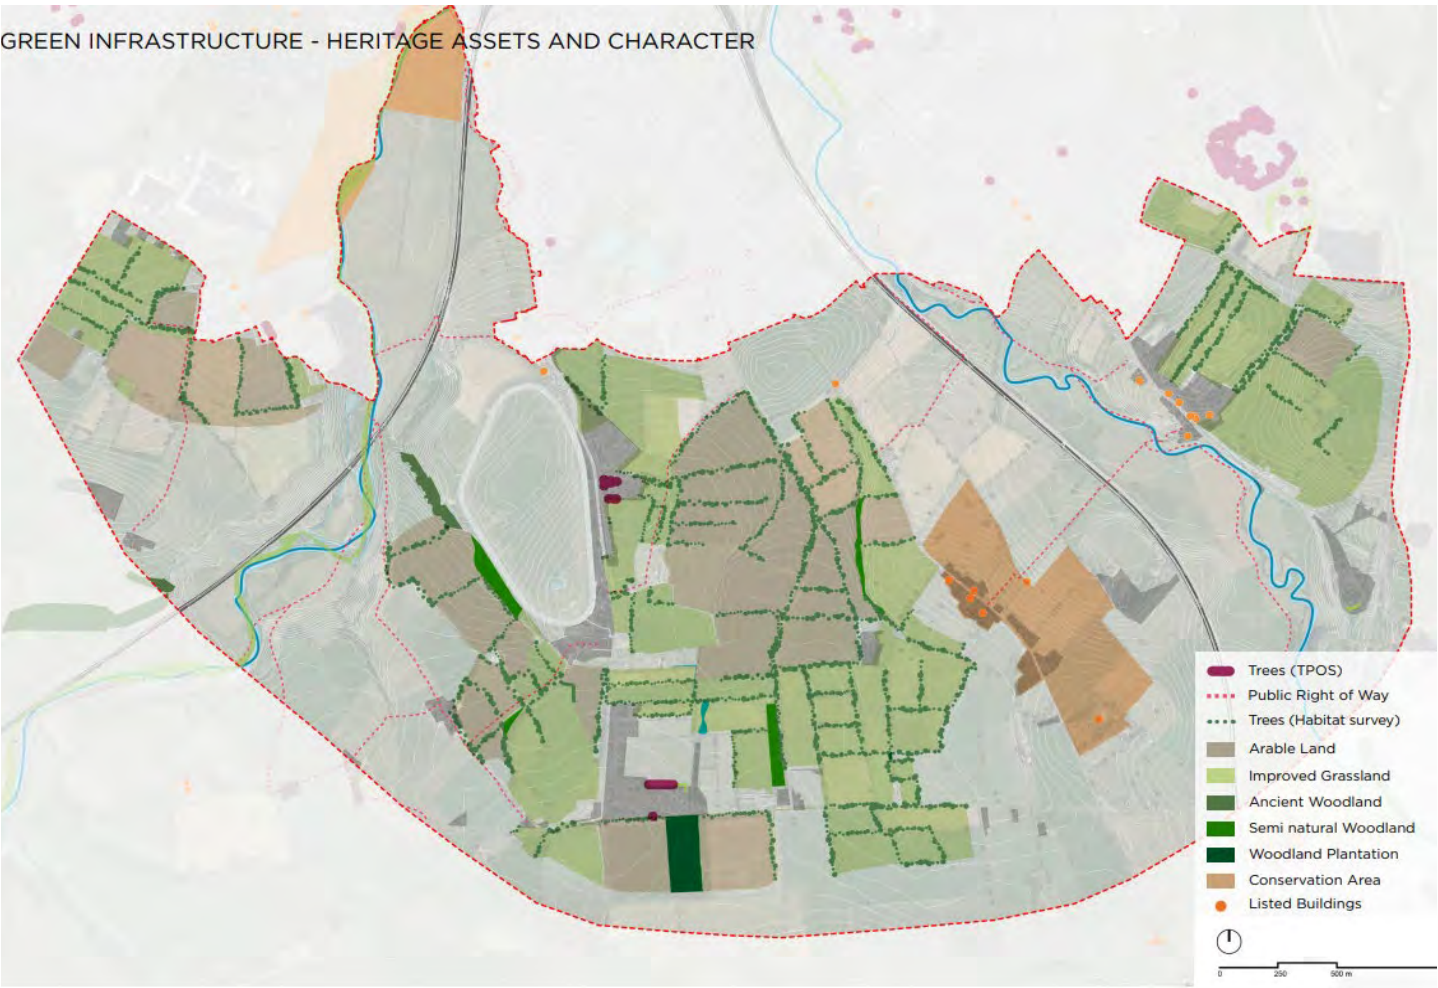 GREEN INFRASTRUCTURE - HERITAGE ASSETS AND CHARACTER
Trees (TPOS)
Public Right of Way
Trees (Habitat survey)
Arable Land
Improved Grassland
Ancient Woodland
Semi natural Woodland
Woodland Plantation
Conservation Area
Listed Buildings
0 250 500 m